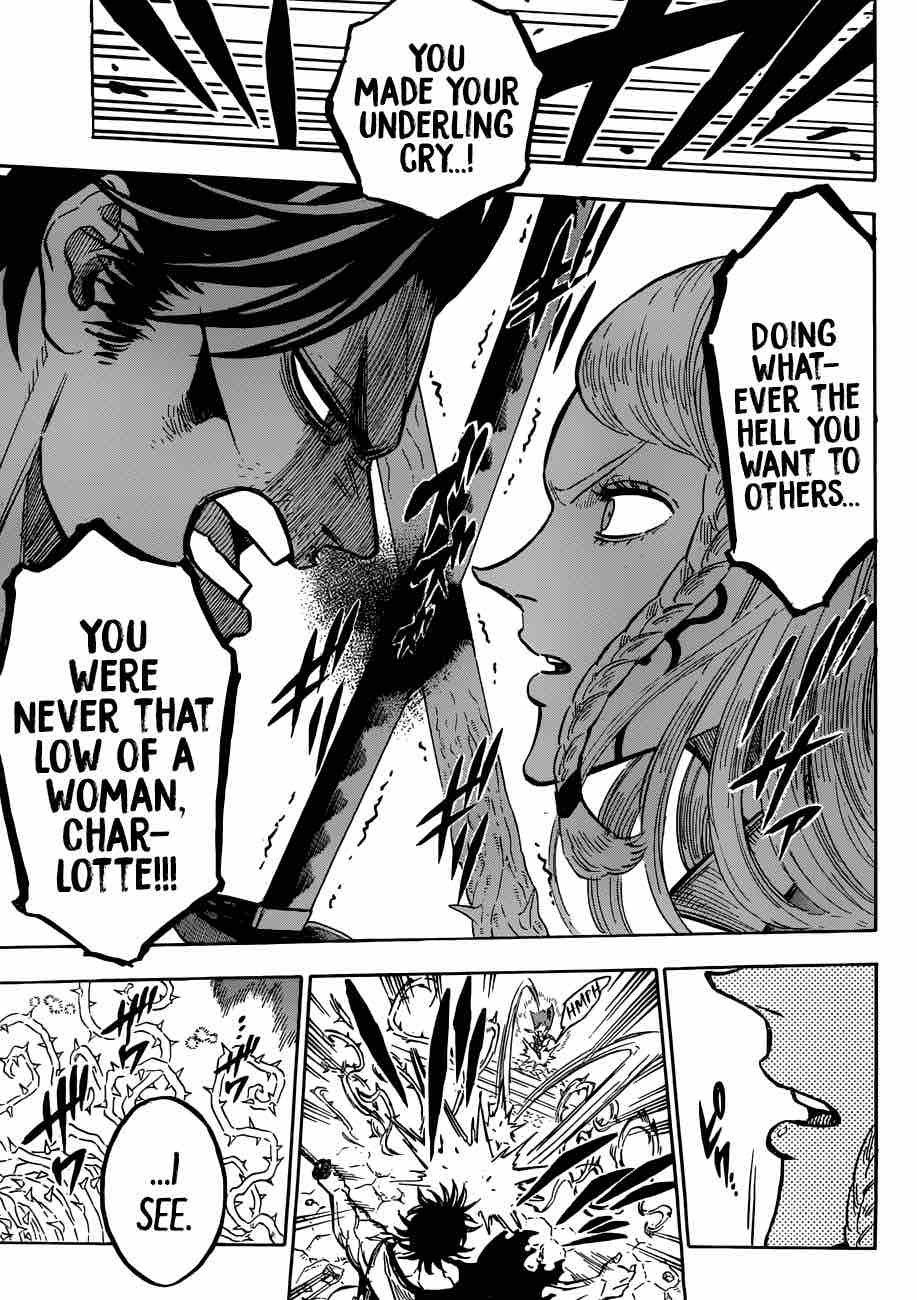 YOU
MADE YOUR
UNDERLING
CRY...!
DOING
WHAT-
EVER THE
HELL YOU
WANT TO
OTHERS...
YOU
WERE
NEVER THAT
LOW OF A
WOMAN,
CHAR-
LOTTE!!!
HMPH
...I
SEE.